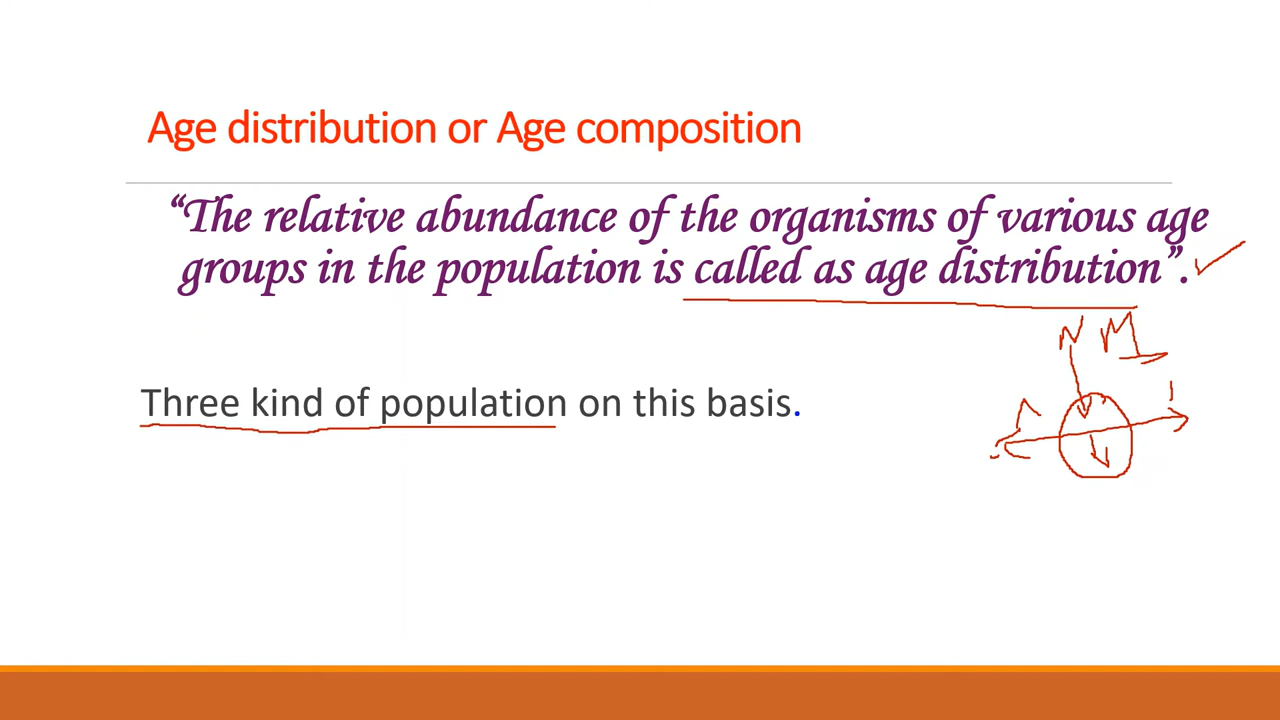 Age distribution or Age composition
“The relative abundance of the organisms of various age
groups in the population is called as age distribution”.
N M
Three kind of population on this basis.